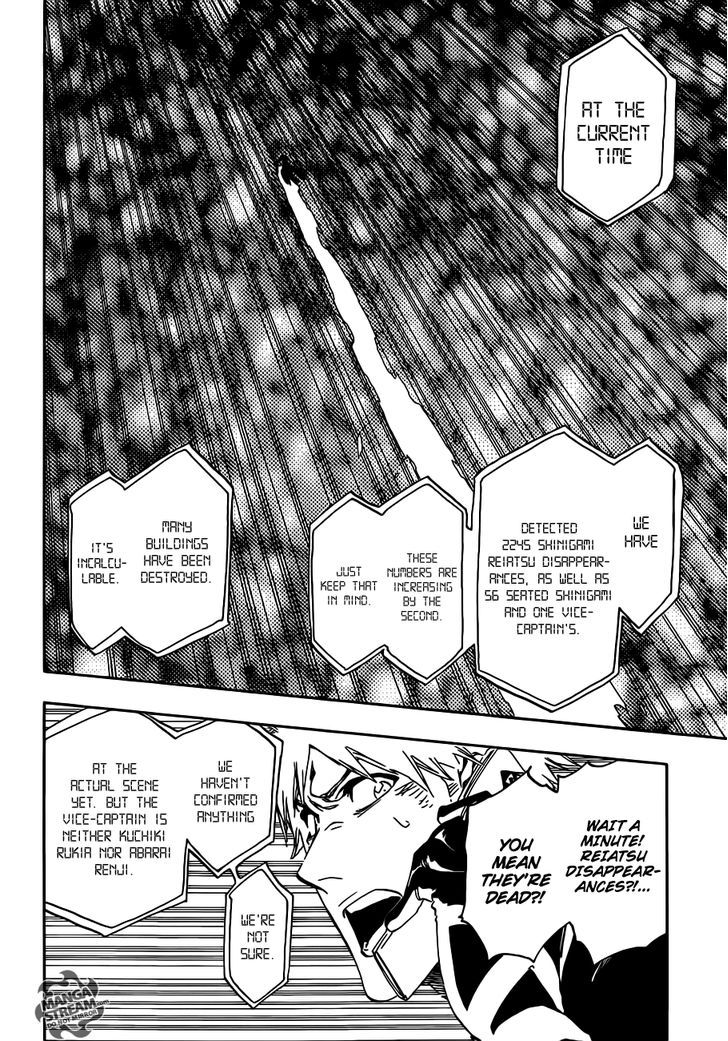 AT THE
CURRENT
TIME
WE
HAVE
DETECTED
2245 SHINIGAMI
REIATSU DISAPPEAR-
ANCES, AS WELL AS
56 SEATED SHINIGAMI
AND ONE VICE-
CAPTAIN'S.
THESE
NUMBERS ARE
INCREASING
BY THE
SECOND.
JUST
KEEP THAT
IN MIND.
MANY
BUILDINGS
HAVE BEEN
DESTROYED.
IT'S
INCALCU-
LABLE.
WAIT A
MINUTE!
REIATSU
DISAPPEAR-
ANCES?!...
YOU
MEAN
THEY'RE
DEAD?!
WE
HAVEN'T
CONFIRMED
ANYTHING
AT THE
ACTUAL SCENE
YET. BUT THE
VICE-CAPTAIN IS
NEITHER KUCHIKI
RUKIA NOR ABARAI
RENJI.
WE'RE
NOT
SURE.
MANGA
STREAM.com
DO NOT MIRROR!